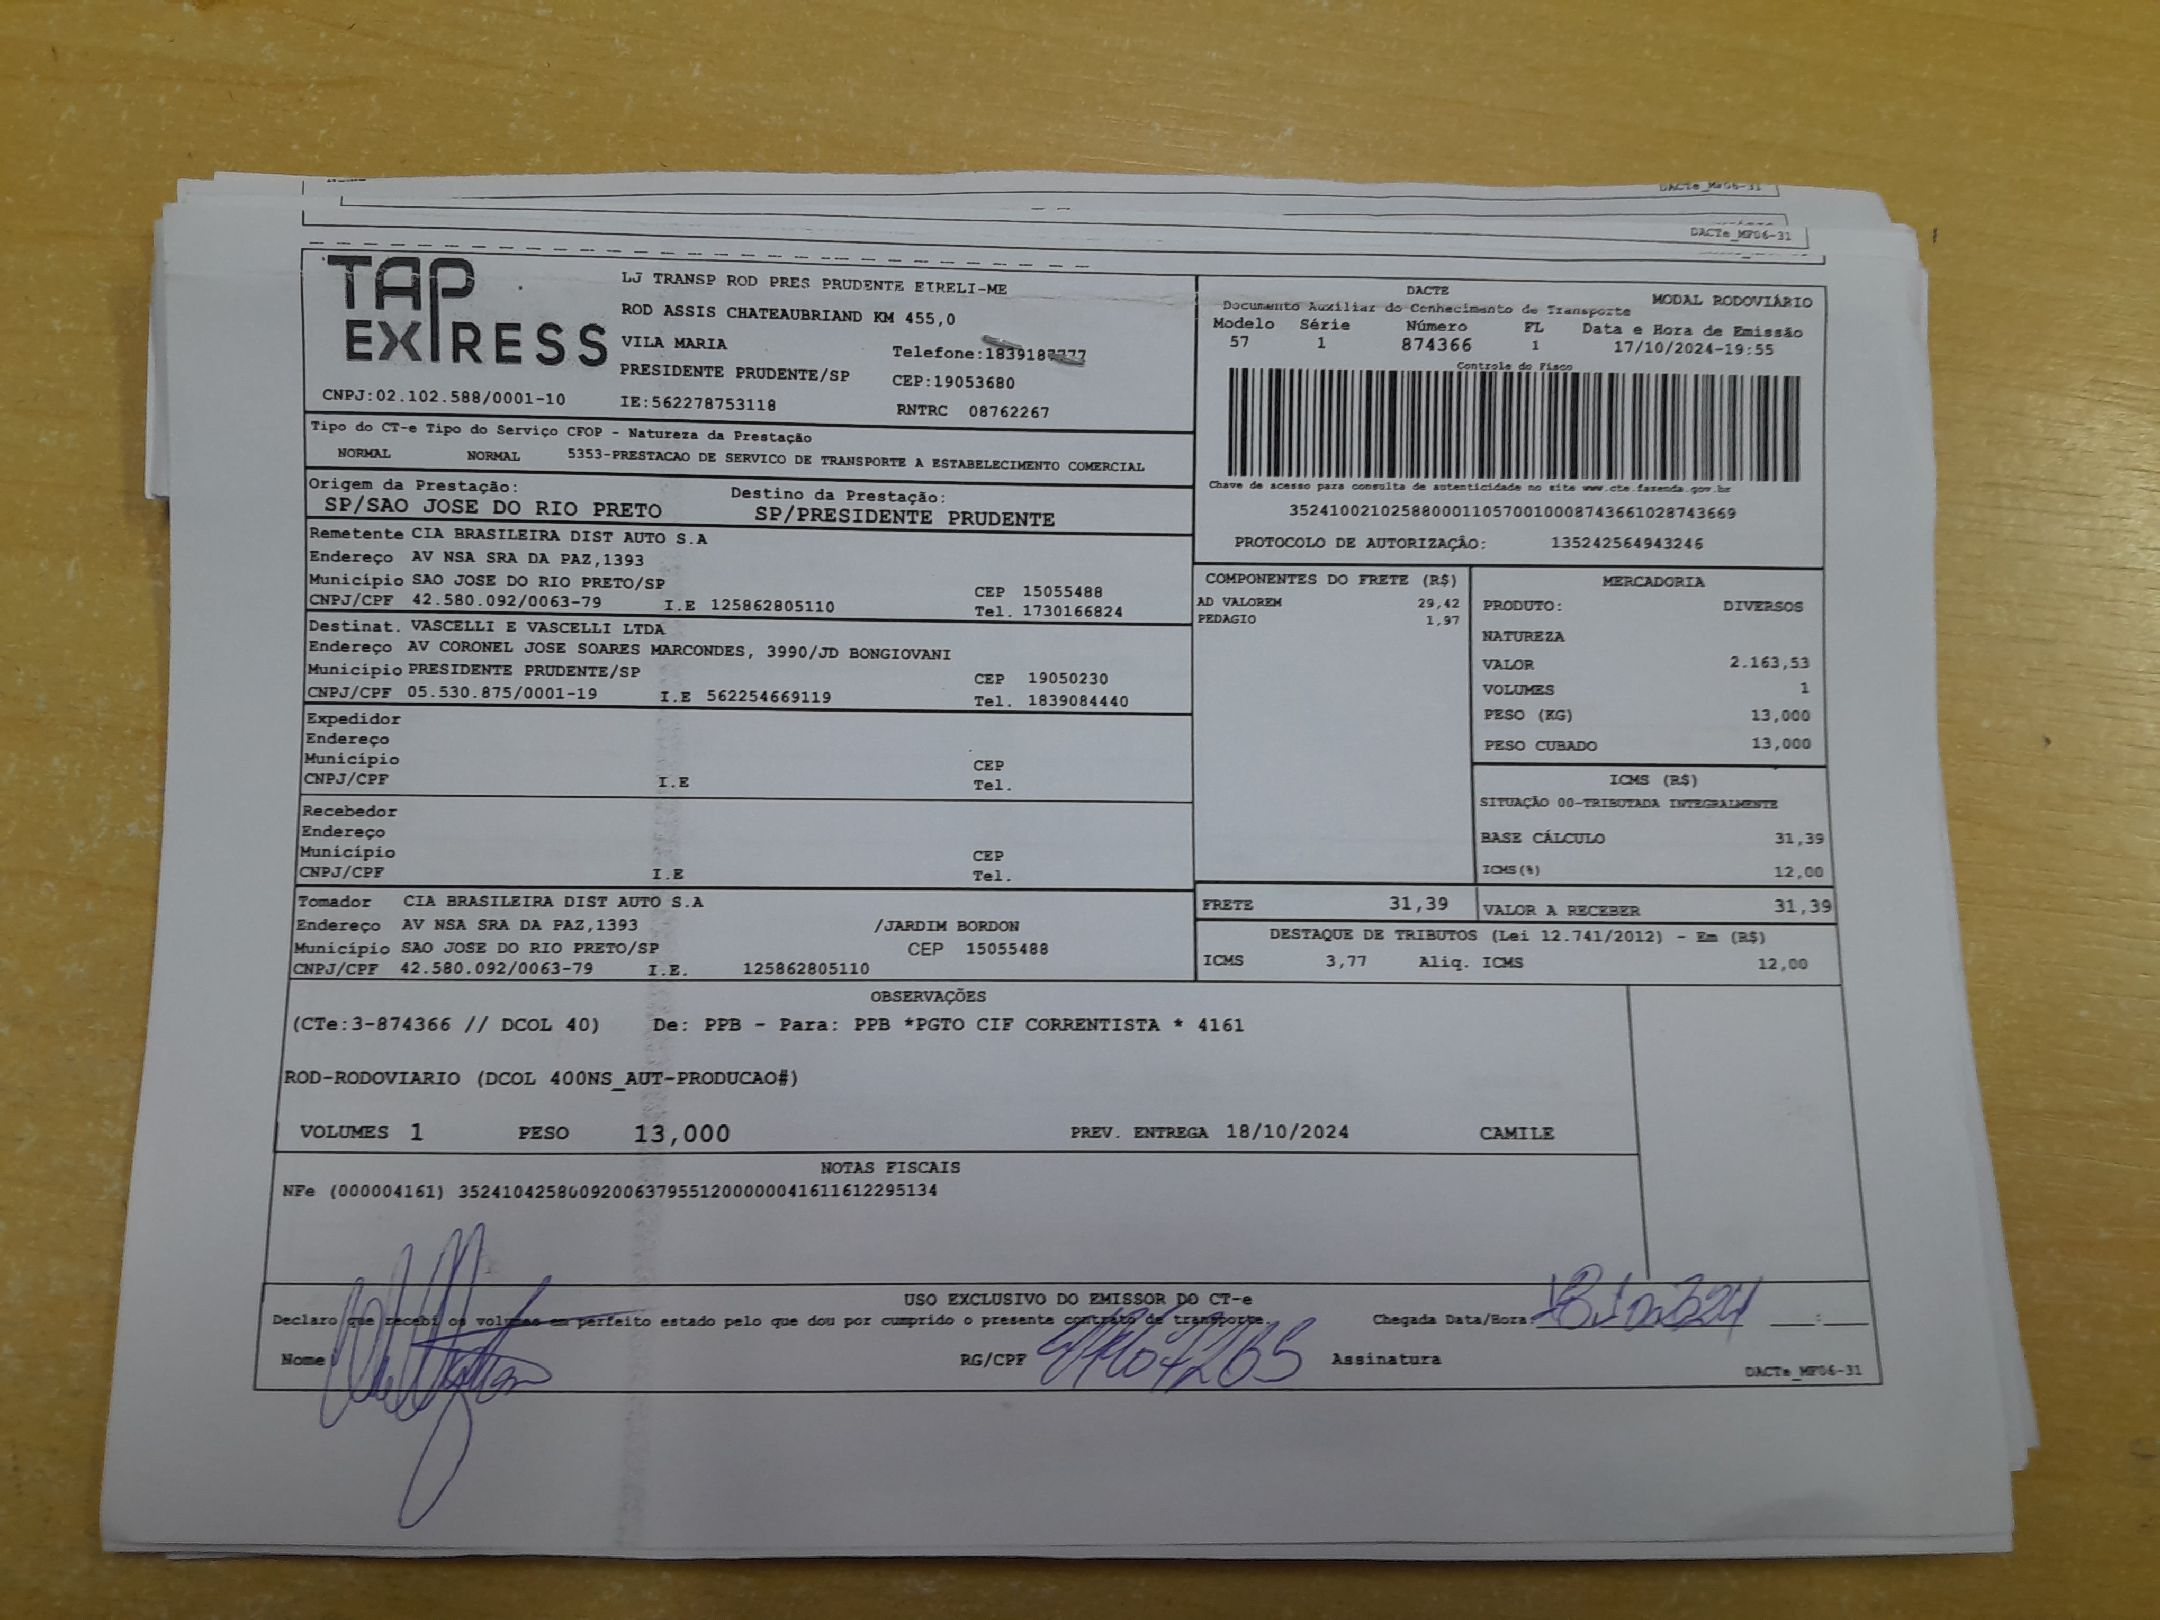 DACTe_MF06-31
DACTe_MF06-31
TAP
EXPRESS
CNPJ:02.102.588/0001-10
LJ TRANSP ROD PRES PRUDENTE EIRELI-ME
ROD ASSIS CHATEAUBRIAND KM 455,0
VILA MARIA
Telefone:
PRESIDENTE PRUDENTE/SP CEP:19053680
IE:562278753118 RNTRC 08762267
DACTE
Documento Auxiliar do Conhecimento de Transporte
MODAL RODOVIÁRIO
Modelo Série Número FL Data e Hora de Emissão
57 1 874366 1 17/10/2024-19:55
Controle do Fisco
Chave de acesso para consulta de autenticidade no site www.cte.fazenda.gov.br
35241002102588000110570010008743661028743669
PROTOCOLO DE AUTORIZAÇÂO: 135242564943246
Tipo do CT-e Tipo do Serviço CFOP - Natureza da Prestação
NORMAL NORMAL 5353-PRESTACAO DE SERVICO DE TRANSPORTE A ESTABELECIMENTO COMERCIAL
Origem da Prestação: Destino da Prestação:
SP/SAO JOSE DO RIO PRETO SP/PRESIDENTE PRUDENTE
Remetente CIA BRASILEIRA DIST AUTO S.A
Endereço AV NSA SRA DA PAZ,1393
Município SAO JOSE DO RIO PRETO/SP CEP 15055488
CNPJ/CPF 42.580.092/0063-79 I.E 125862805110 Tel. 1730166824
Destinat. VASCELLI E VASCELLI LTDA
Endereço AV CORONEL JOSE SOARES MARCONDES, 3990/JD BONGIOVANI
Município PRESIDENTE PRUDENTE/SP CEP 19050230
CNPJ/CPF 05.530.875/0001-19 I.E 562254669119 Tel. 1839084440
Expedidor
Endereço
Município CEP
CNPJ/CPF I.E Tel.
Recebedor
Endereço
Município CEP
CNPJ/CPF I.E Tel.
Tomador CIA BRASILEIRA DIST AUTO S.A
Endereço AV NSA SRA DA PAZ,1393 /JARDIM BORDON
Município SAO JOSE DO RIO PRETO/SP CEP 15055488
CNPJ/CPF 42.580.092/0063-79 I.E. 125862805110
COMPONENTES DO FRETE (R$)
AD VALOREM 29,42
PEDAGIO 1,97
MERCADORIA
PRODUTO: DIVERSOS
NATUREZA
VALOR 2.163,53
VOLUMES 1
PESO (KG) 13,000
PESO CUBADO 13,000
ICMS (R$)
SITUAÇÃO 00-TRIBUTADA INTEGRALMENTE
BASE CÁLCULO 31,39
ICMS(%) 12,00
FRETE 31,39 VALOR A RECEBER 31,39
DESTAQUE DE TRIBUTOS (Lei 12.741/2012) - Em (R$)
ICMS 3,77 Aliq. ICMS 12,00
OBSERVAÇÕES
(CTe:3-874366 // DCOL 40) De: PPB - Para: PPB *PGTO CIF CORRENTISTA * 4161
ROD-RODOVIARIO (DCOL 400NS_AUT-PRODUCAO#)
VOLUMES 1 PESO 13,000 PREV. ENTREGA 18/10/2024 CAMILE
NOTAS FISCAIS
NFe (000004161) 35241042580092006379551200000041611612295134
USO EXCLUSIVO DO EMISSOR DO CT-e
Declaro que recebi os volumes em perfeito estado pelo que dou por cumprido o presente contrato de transporte. Chegada Data/Hora: :
Nome RG/CPF Assinatura
DACTe_MF06-31